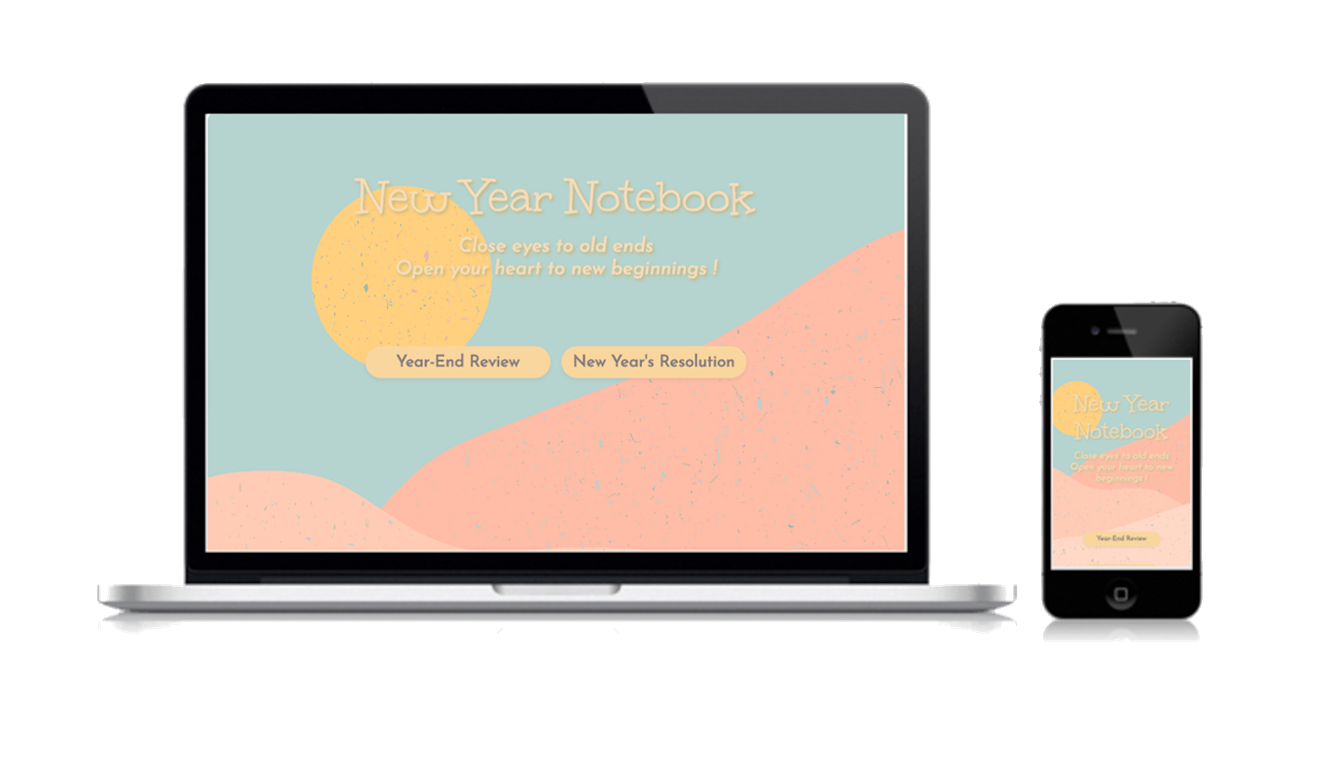 New Year Notebook
Close eyes to old ends
Open your heart to new beginnings !
Year-End Review
New Year's Resolution
New Year
Notebook
Close eyes to old ends
Open your heart to new
beginnings !
Year-End Review